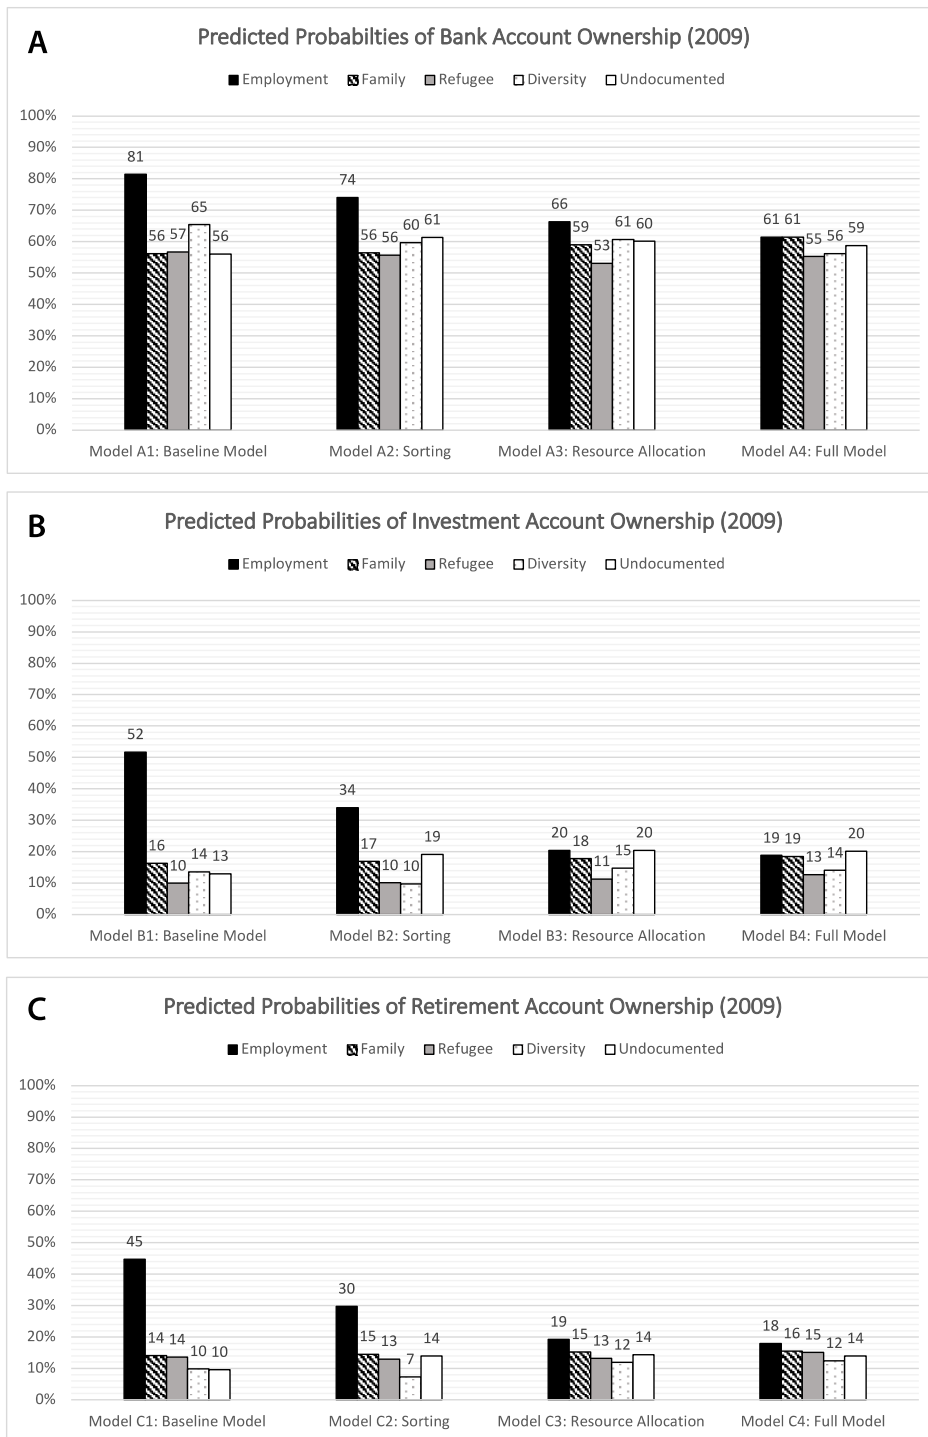 A
Predicted Probabilties of Bank Account Ownership (2009)
Employment Family Refugee Diversity Undocumented
100%
90%
80%
70%
60%
50%
40%
30%
20%
10%
0%
81 56 57 65 56
74 56 56 60 61
66 59 53 61 60
61 61 55 56 59
Model A1: Baseline Model Model A2: Sorting Model A3: Resource Allocation Model A4: Full Model
B
Predicted Probabilities of Investment Account Ownership (2009)
Employment Family Refugee Diversity Undocumented
100%
90%
80%
70%
60%
50%
40%
30%
20%
10%
0%
52 16 10 14 13
34 17 10 10 19
20 18 11 15 20
19 19 13 14 20
Model B1: Baseline Model Model B2: Sorting Model B3: Resource Allocation Model B4: Full Model
C
Predicted Probabilities of Retirement Account Ownership (2009)
Employment Family Refugee Diversity Undocumented
100%
90%
80%
70%
60%
50%
40%
30%
20%
10%
0%
45 14 14 10 10
30 15 13 7 14
19 15 13 12 14
18 16 15 12 14
Model C1: Baseline Model Model C2: Sorting Model C3: Resource Allocation Model C4: Full Model